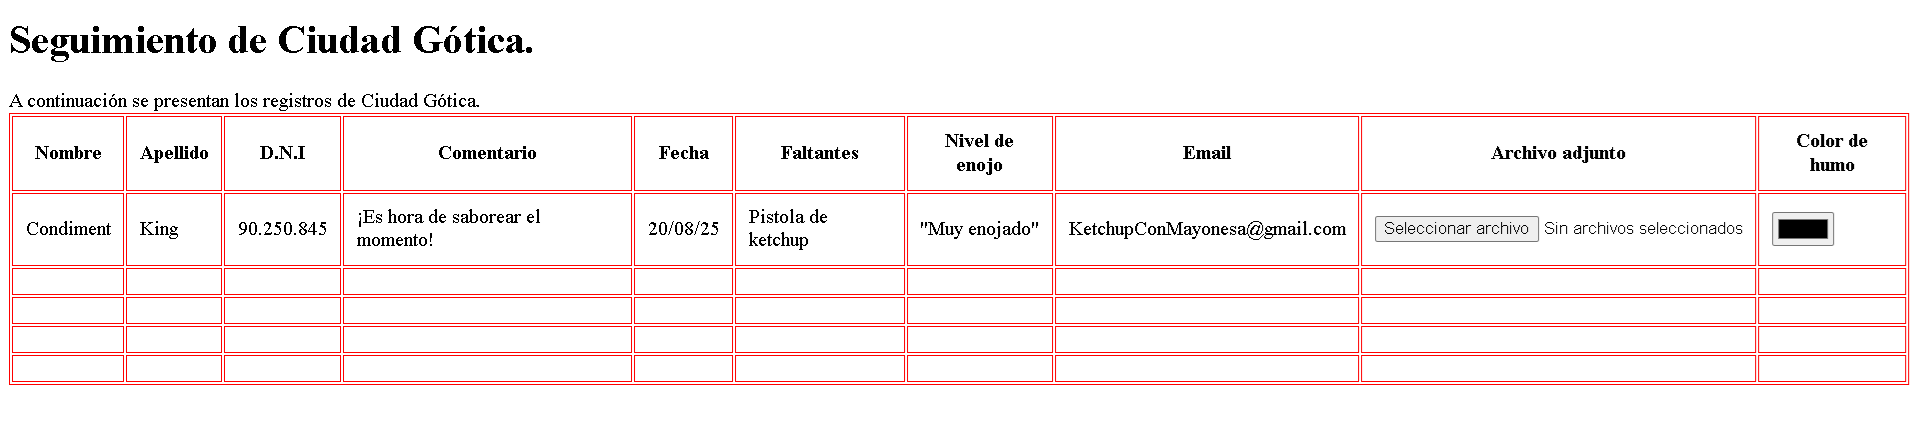 Seguimiento de Ciudad Gótica.
A continuación se presentan los registros de Ciudad Gótica.
Nombre Apellido D.N.I Comentario Fecha Faltantes Nivel de enojo Email Archivo adjunto Color de humo
Condiment King 90.250.845 ¡Es hora de saborear el momento! 20/08/25 Pistola de ketchup "Muy enojado" KetchupConMayonesa@gmail.com Seleccionar archivo Sin archivos seleccionados